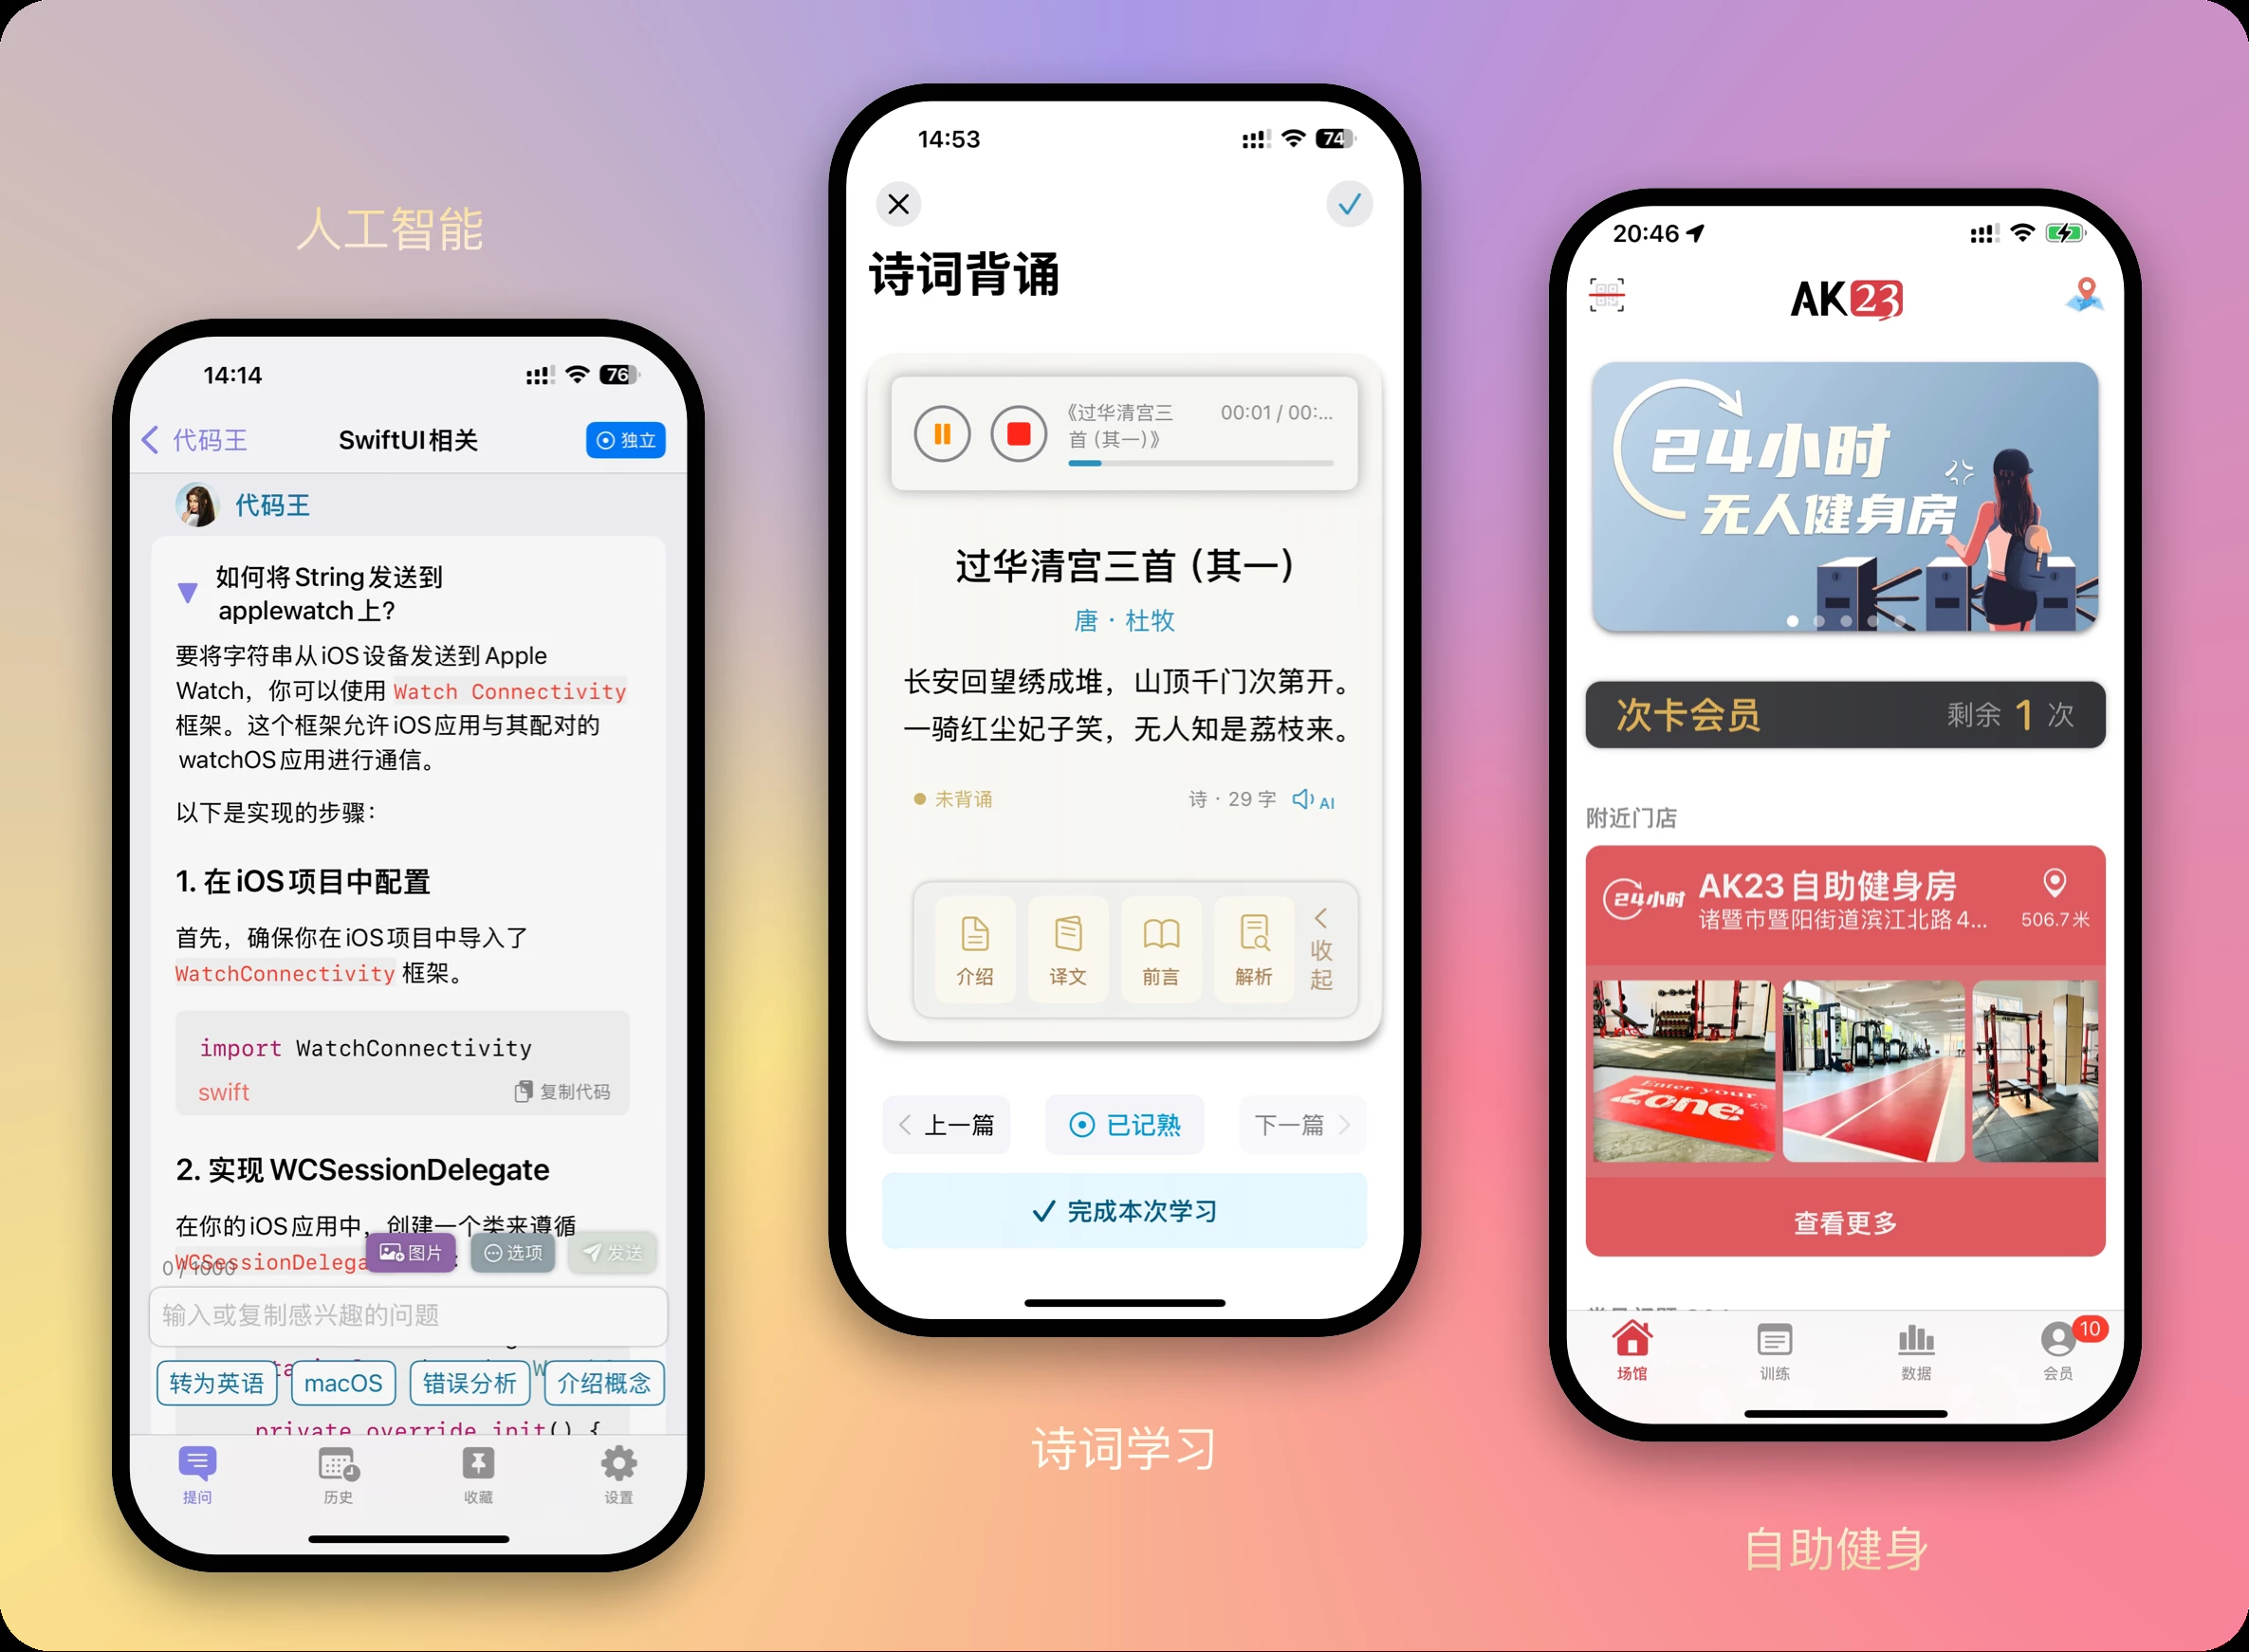 人工智能
14:14
76
代码王
SwiftUI相关
独立
代码王
如何将String发送到
applewatch上?
要将字符串从iOS设备发送到Apple
Watch，你可以使用 Watch Connectivity
框架。这个框架允许iOS应用与其配对的
watchOS应用进行通信。
以下是实现的步骤：
1. 在iOS项目中配置
首先，确保你在iOS项目中导入了
WatchConnectivity 框架。
import WatchConnectivity
swift
复制代码
2. 实现WCSessionDelegate
在你的iOS应用中，创建一个类来遵循
WCSessionDelega
图片
选项
发送
0 / 1000
输入或复制感兴趣的问题
转为英语
macOS
错误分析
介绍概念
private override init() {
提问
历史
收藏
设置
14:53
74
诗词背诵
《过华清宫三
首（其一）》
00:01 / 00:...
过华清宫三首（其一）
唐 · 杜牧
长安回望绣成堆，山顶千门次第开。
一骑红尘妃子笑，无人知是荔枝来。
未背诵
诗 · 29 字
AI
介绍
译文
前言
解析
收
起
上一篇
已记熟
下一篇
完成本次学习
诗词学习
20:46
AK23
24小时
无人健身房
次卡会员
剩余 1 次
附近门店
24小时
AK23自助健身房
诸暨市暨阳街道滨江北路4...
506.7米
Enter your
Zone
查看更多
场馆
训练
数据
会员
10
自助健身